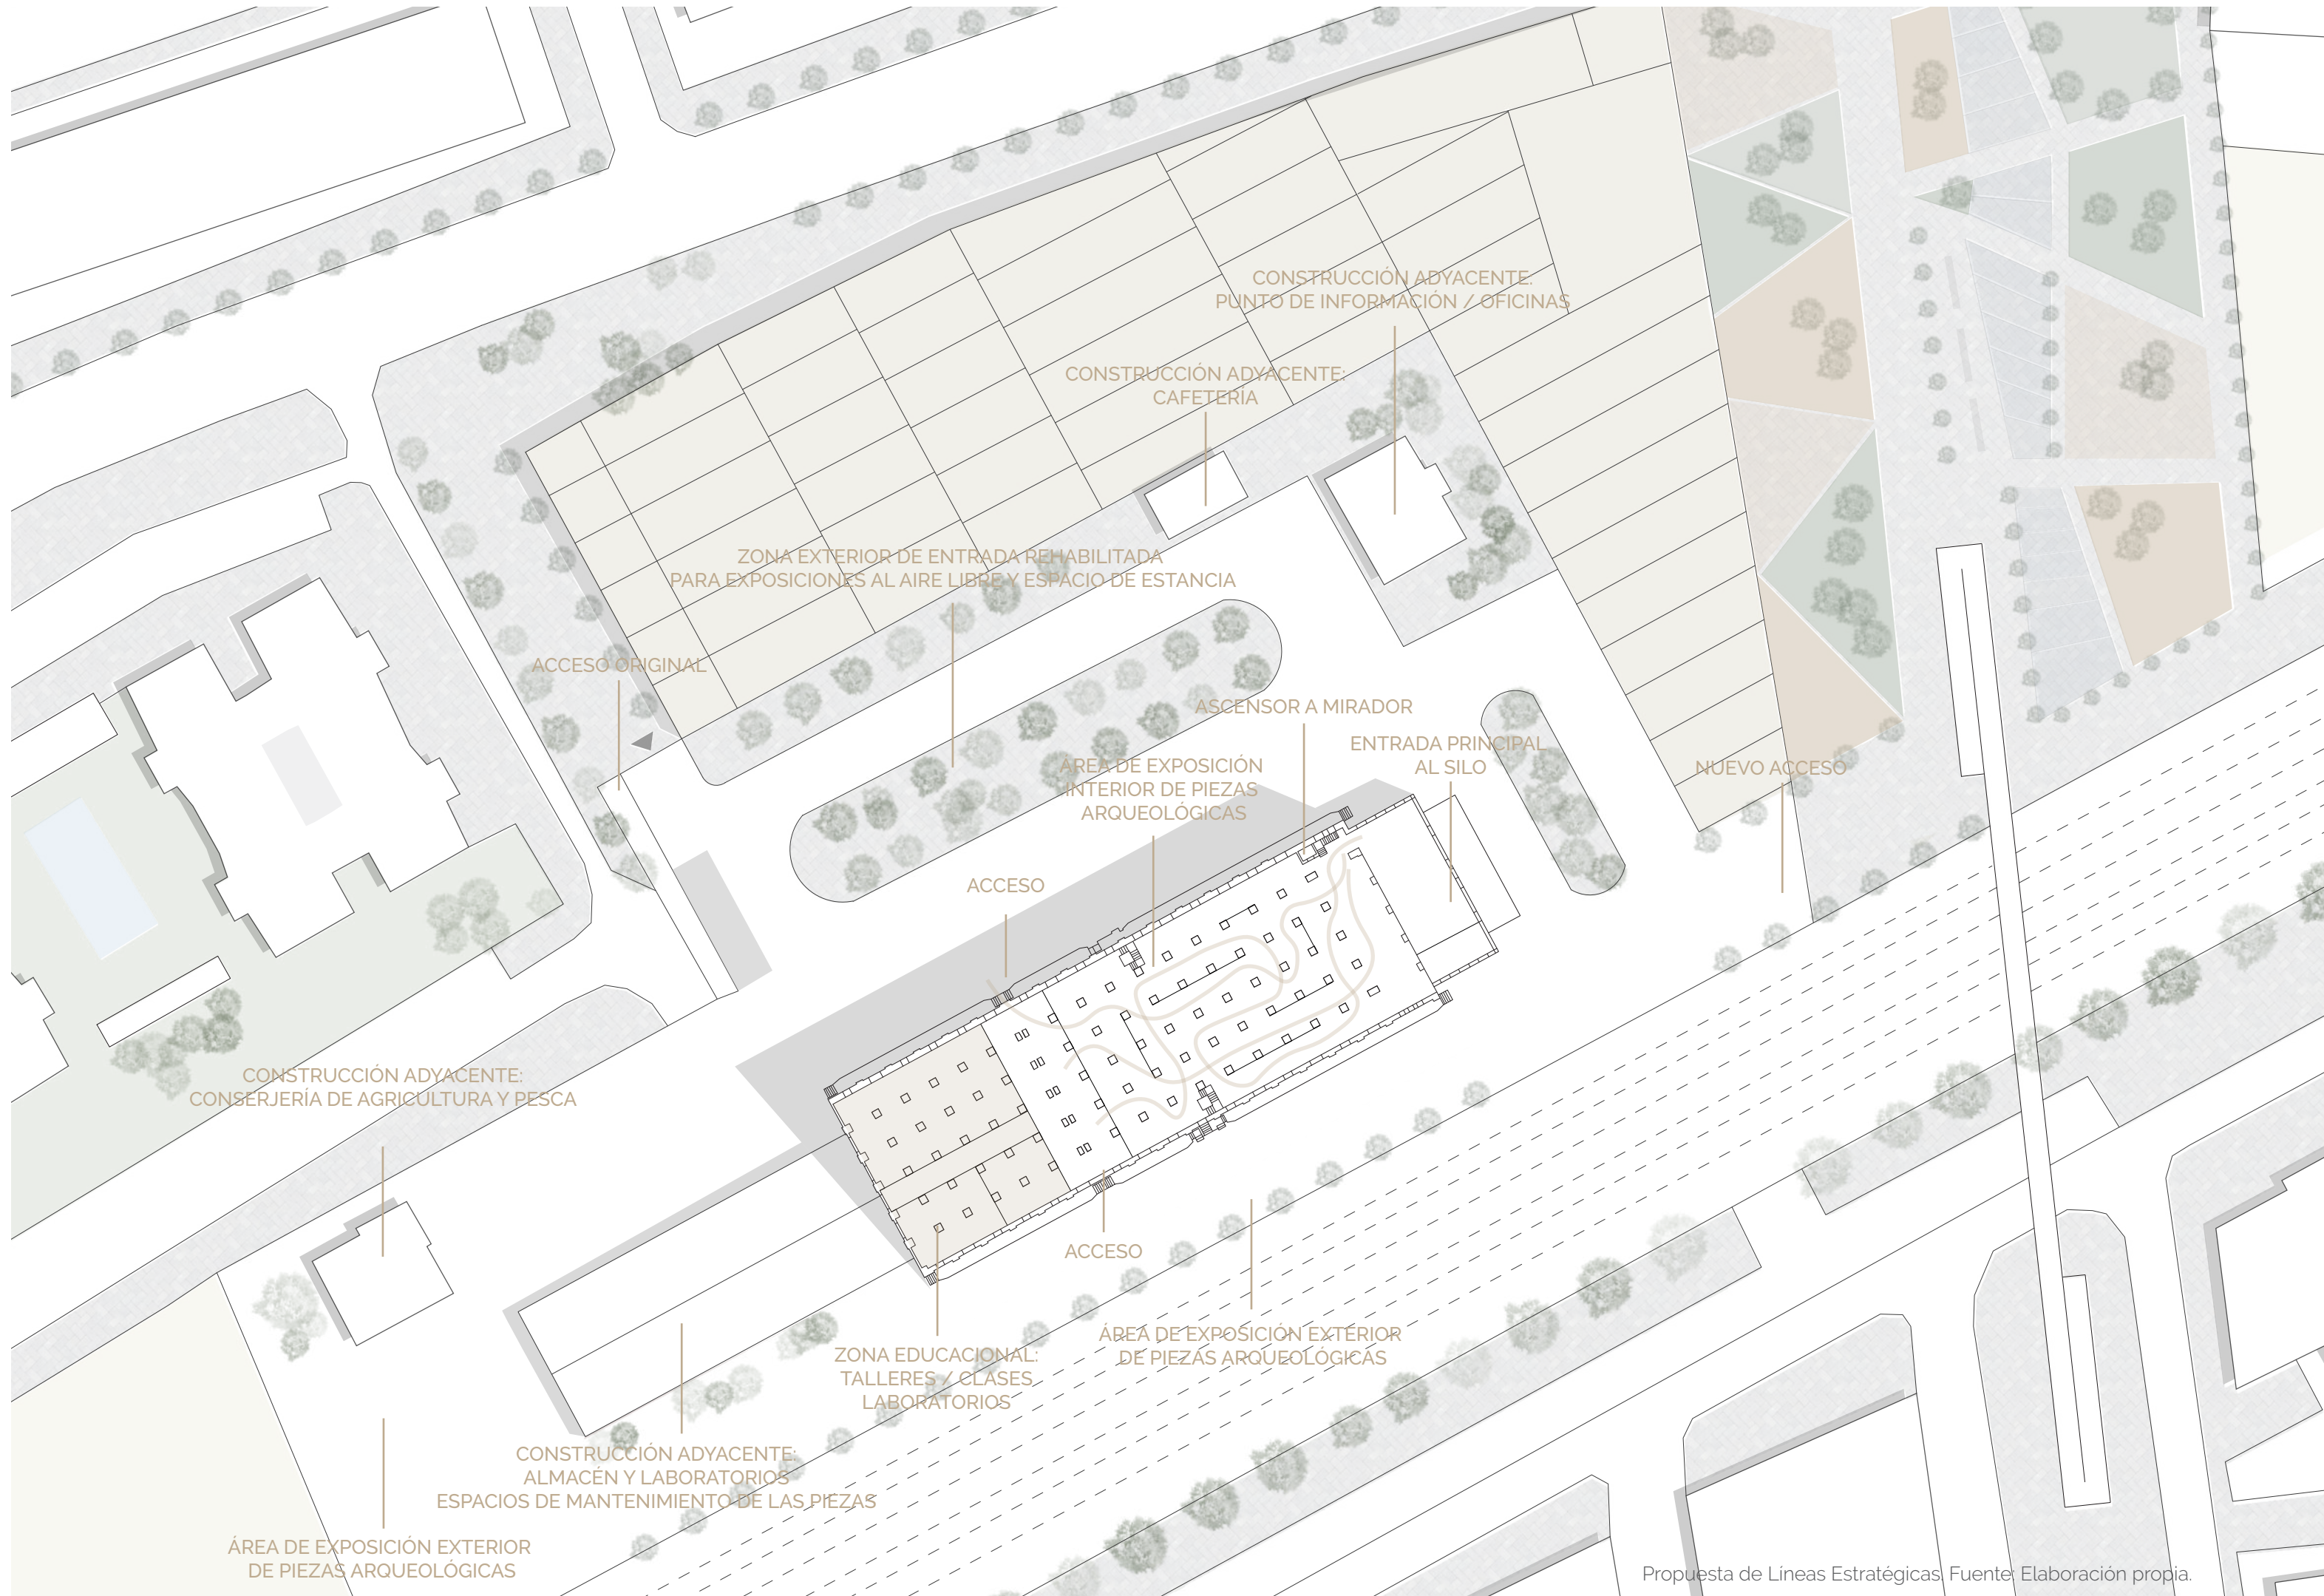 CONSTRUCCIÓN ADYACENTE:
PUNTO DE INFORMACIÓN / OFICINAS
CONSTRUCCIÓN ADYACENTE:
CAFETERÍA
ZONA EXTERIOR DE ENTRADA REHABILITADA
PARA EXPOSICIONES AL AIRE LIBRE Y ESPACIO DE ESTANCIA
ACCESO ORIGINAL
ASCENSOR A MIRADOR
ENTRADA PRINCIPAL
AL SILO
ÁREA DE EXPOSICIÓN
INTERIOR DE PIEZAS
ARQUEOLÓGICAS
NUEVO ACCESO
ACCESO
CONSTRUCCIÓN ADYACENTE:
CONSERJERÍA DE AGRICULTURA Y PESCA
ACCESO
ÁREA DE EXPOSICIÓN EXTERIOR
DE PIEZAS ARQUEOLÓGICAS
ZONA EDUCACIONAL:
TALLERES / CLASES
LABORATORIOS
CONSTRUCCIÓN ADYACENTE:
ALMACÉN Y LABORATORIOS
ESPACIOS DE MANTENIMIENTO DE LAS PIEZAS
ÁREA DE EXPOSICIÓN EXTERIOR
DE PIEZAS ARQUEOLÓGICAS
Propuesta de Líneas Estratégicas. Fuente: Elaboración propia.